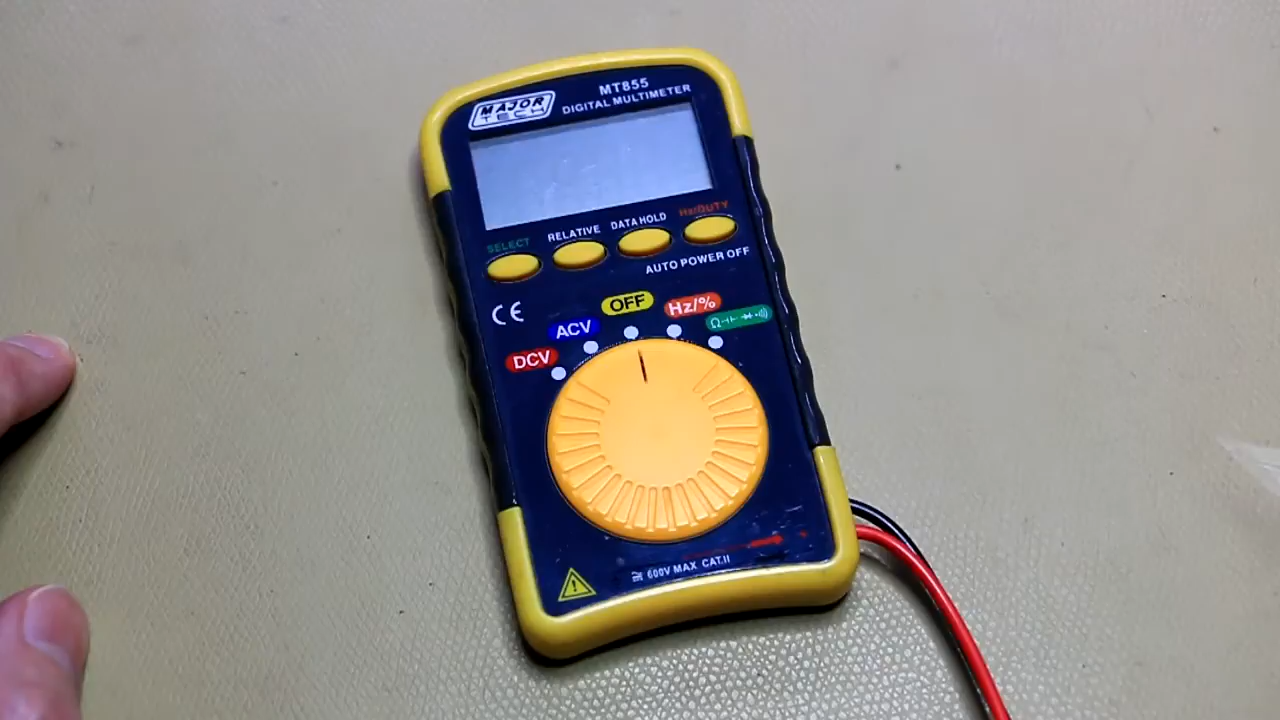 MAJOR
TECH
MT855
DIGITAL MULTIMETER
SELECT
RELATIVE
DATA HOLD
Hz/DUTY
AUTO POWER OFF
CE
DCV
ACV
OFF
Hz/%
Ω
600V MAX CAT.II